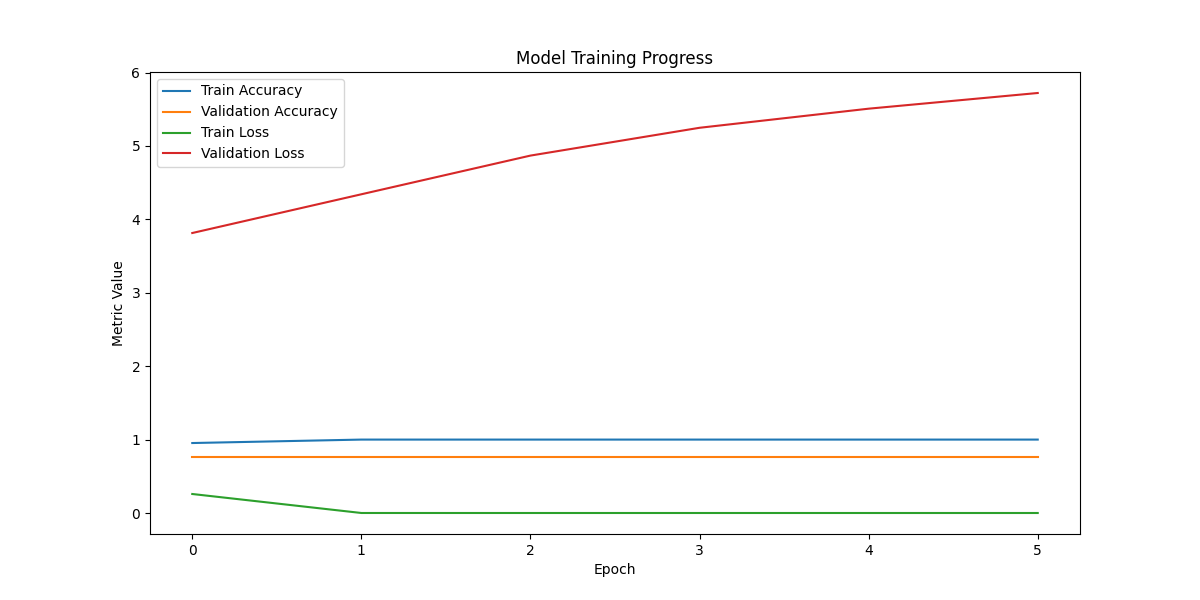 Model Training Progress
Train Accuracy
Validation Accuracy
Train Loss
Validation Loss
6
5
4
3
2
1
0
Metric Value
0 1 2 3 4 5
Epoch